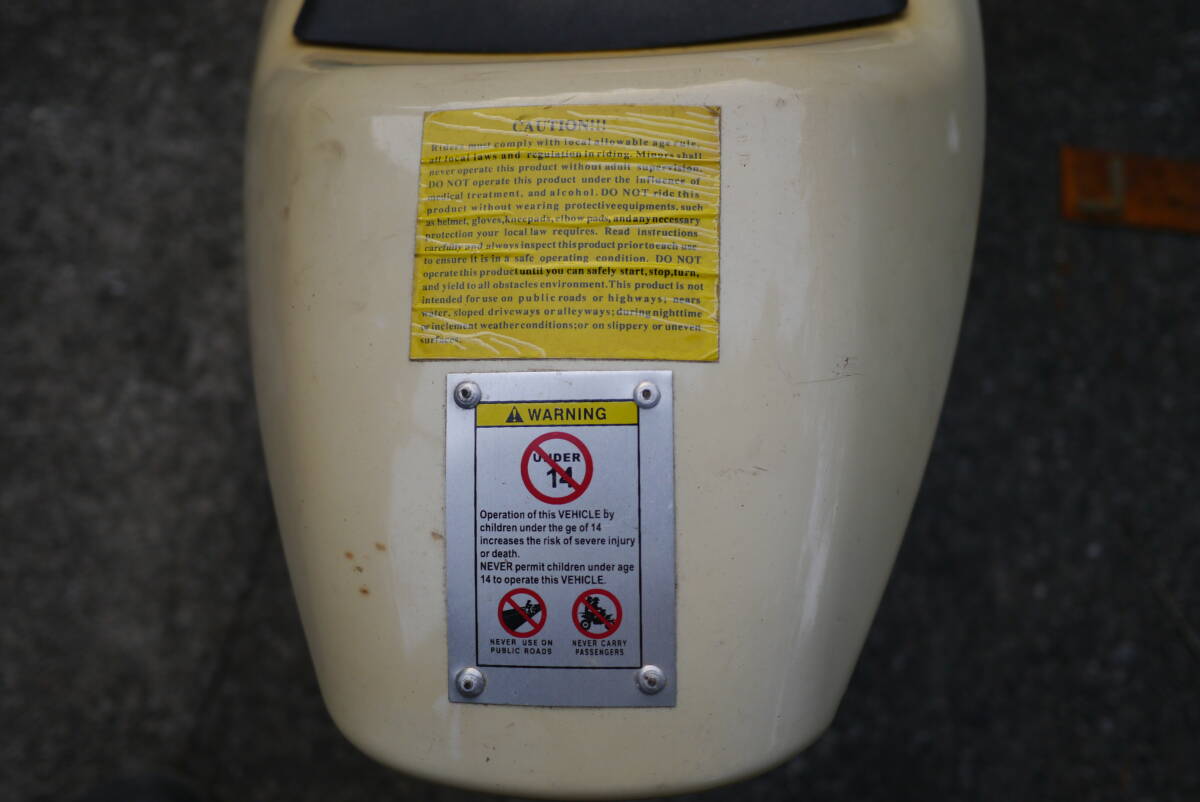 CAUTION!!!
Riders must comply with local allowable age rule,
all local laws and regulation in riding. Minors shall
never operate this product without adult supervision.
DO NOT operate this product under the influence of
medical treatment, and alcohol. DO NOT ride this
product without wearing protectiveequipments, such
as helmet, gloves, kneepads, elbow pads, andany necessary
protection your local law requires. Read instructions
carefully and always inspect this product prior to each use
to ensure it is in a safe operating condition. DO NOT
operate this product until you can safely start, stop, turn,
and yield to all obstacles environment. This product is not
intended for use on public roads or highways; nears
water, sloped driveways or alleyways; during nighttime
or inclement weather conditions; or on slippery or uneven
surfaces.
WARNING
UNDER
14
Operation of this VEHICLE by
children under the ge of 14
increases the risk of severe injury
or death.
NEVER permit children under age
14 to operate this VEHICLE.
NEVER USE ON NEVER CARRY
PUBLIC ROADS PASSENGERS